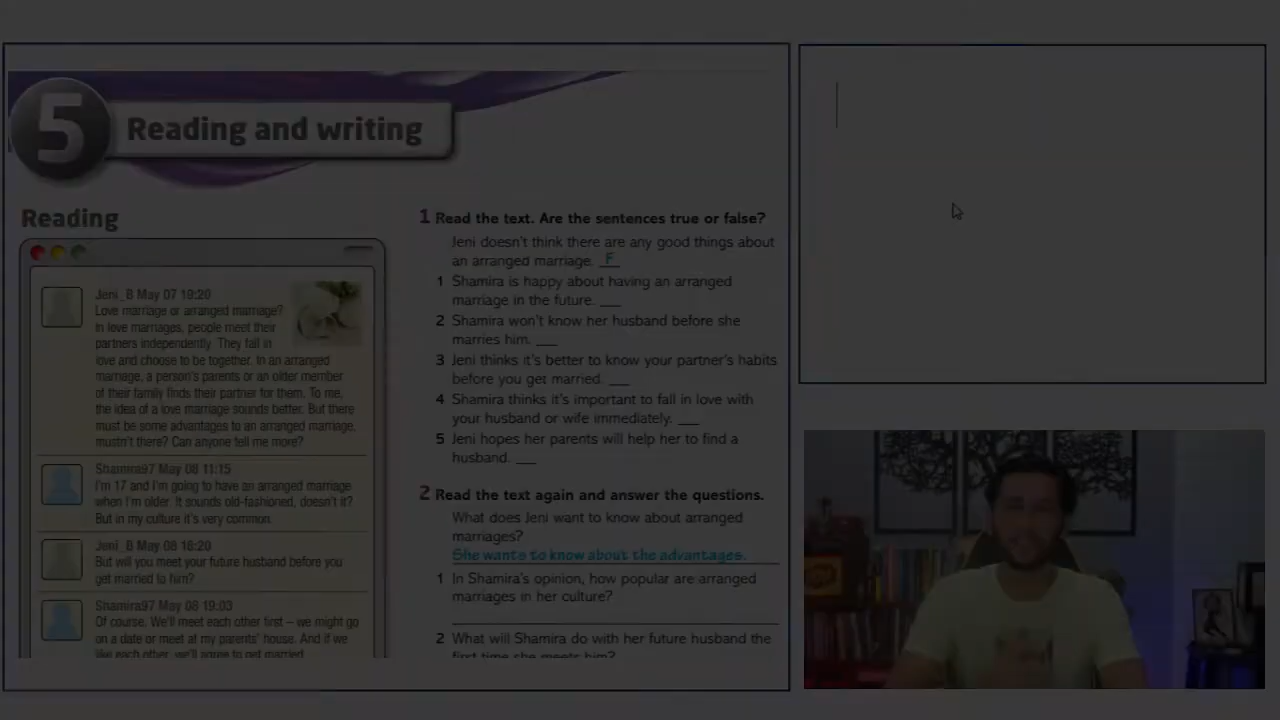 5
Reading and writing
Reading
Jeni_B May 07 19:20
Love marriage or arranged marriage?
In love marriages, people meet their
partners independently. They fall in
love and choose to be together. In an arranged
marriage, a person's parents or an older member
of their family finds their partner for them. To me,
the idea of a love marriage sounds better. But there
must be some advantages to an arranged marriage,
mustn't there? Can anyone tell me more?
Shamira97 May 08 11:15
I'm 17 and I'm going to have an arranged marriage
when I'm older. It sounds old-fashioned, doesn't it?
But in my culture it's very common.
Jeni_B May 08 16:20
But will you meet your future husband before you
get married to him?
Shamira97 May 08 19:03
Of course. We'll meet each other first – we might go
on a date or meet at my parents' house. And if we
like each other, we'll agree to get married.
1 Read the text. Are the sentences true or false?
Jeni doesn't think there are any good things about
an arranged marriage. F
1 Shamira is happy about having an arranged
marriage in the future. ___
2 Shamira won't know her husband before she
marries him. ___
3 Jeni thinks it's better to know your partner's habits
before you get married. ___
4 Shamira thinks it's important to fall in love with
your husband or wife immediately. ___
5 Jeni hopes her parents will help her to find a
husband. ___
2 Read the text again and answer the questions.
What does Jeni want to know about arranged
marriages?
She wants to know about the advantages.
1 In Shamira's opinion, how popular are arranged
marriages in her culture?
2 What will Shamira do with her future husband the
first time she meets him?